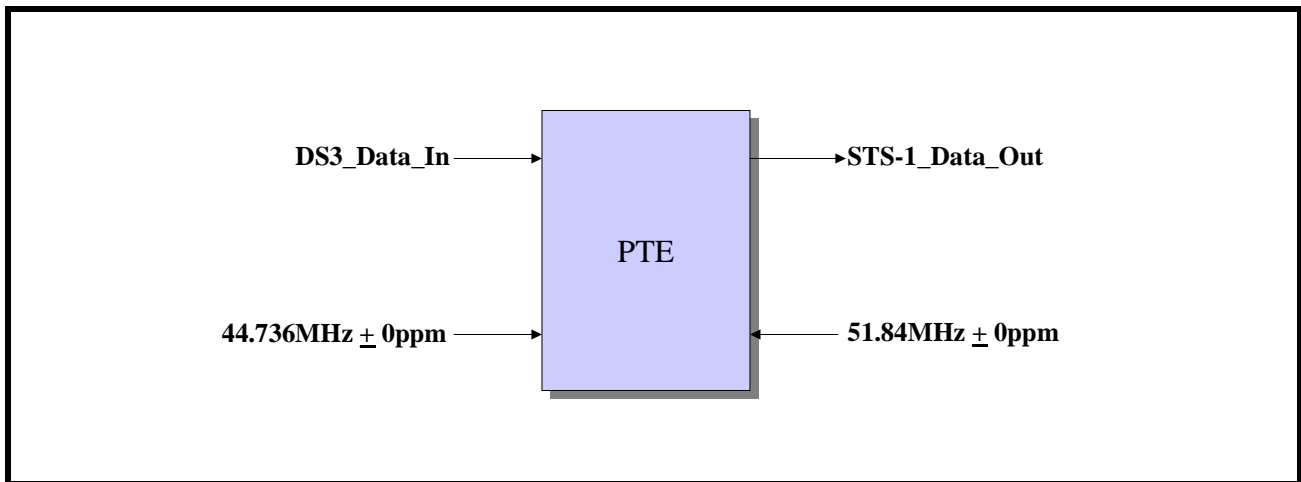 DS3_Data_In
STS-1_Data_Out
PTE
44.736MHz ± 0ppm
51.84MHz ± 0ppm